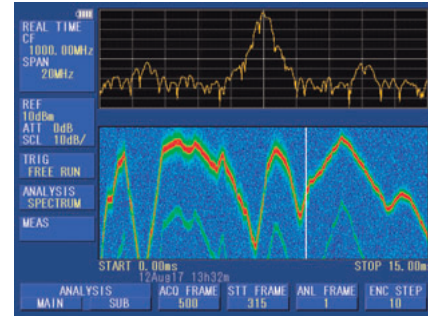 REAL TIME
CF
1000.00MHz
SPAN
20MHz
REF
10dBm
ATT 0dB
SCL 10dB/
TRIG
FREE RUN
ANALYSIS
SPECTRUM
MEAS
START 0.00ms STOP 15.00ms
12Aug17 13h32m
ANALYSIS
MAIN SUB
ACQ FRAME
500
STT FRAME
315
ANL FRAME
1
ENC STEP
10